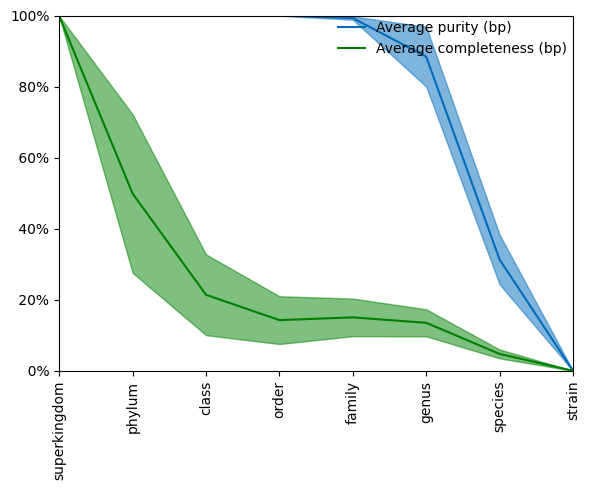 100%
80%
60%
40%
20%
0%
Average purity (bp)
Average completeness (bp)
superkingdom
phylum
class
order
family
genus
species
strain